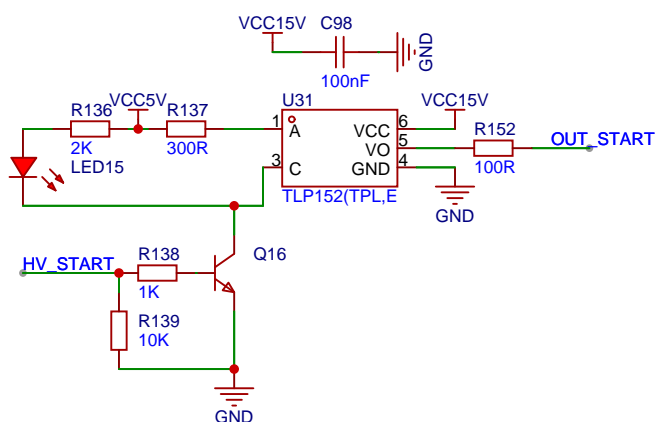 VCC15V
C98
GND
100nF
R136
VCC5V
R137
U31
VCC15V
1
A
VCC
6
R152
OUT_START
2K
300R
VO
5
LED15
3
C
GND
4
100R
TLP152(TPL,E
GND
HV_START
R138
Q16
1K
R139
10K
GND